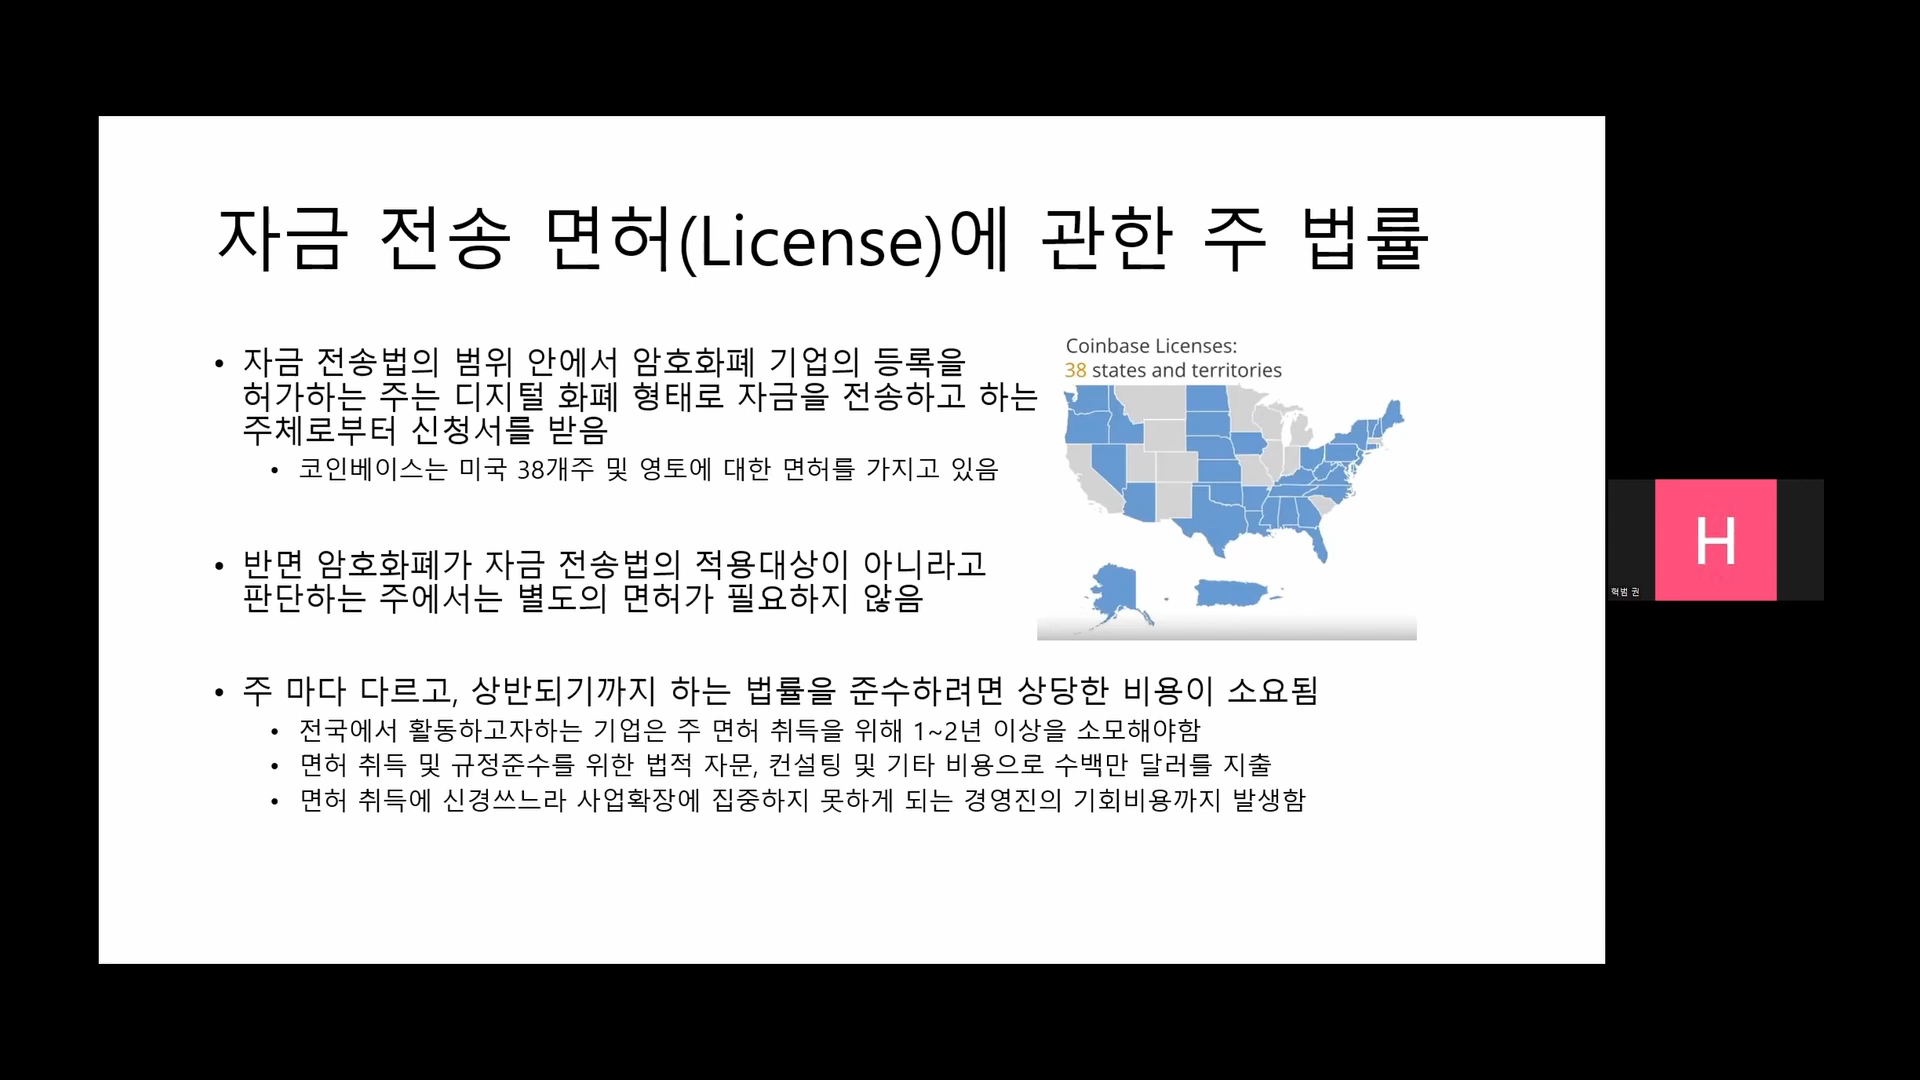 자금 전송 면허(License)에 관한 주 법률
• 자금 전송법의 범위 안에서 암호화폐 기업의 등록을
허가하는 주는 디지털 화폐 형태로 자금을 전송하고 하는
주체로부터 신청서를 받음
• 코인베이스는 미국 38개주 및 영토에 대한 면허를 가지고 있음
Coinbase Licenses:
38 states and territories
• 반면 암호화폐가 자금 전송법의 적용대상이 아니라고
판단하는 주에서는 별도의 면허가 필요하지 않음
• 주 마다 다르고, 상반되기까지 하는 법률을 준수하려면 상당한 비용이 소요됨
• 전국에서 활동하고자하는 기업은 주 면허 취득을 위해 1~2년 이상을 소모해야함
• 면허 취득 및 규정준수를 위한 법적 자문, 컨설팅 및 기타 비용으로 수백만 달러를 지출
• 면허 취득에 신경쓰느라 사업확장에 집중하지 못하게 되는 경영진의 기회비용까지 발생함
H
혁범 권